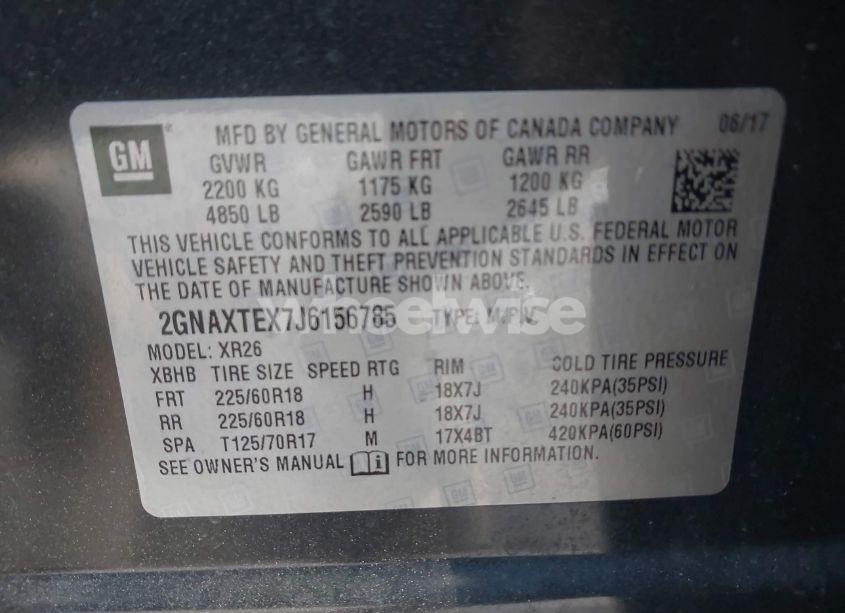 GM
MFD BY GENERAL MOTORS OF CANADA COMPANY 06/17
GVWR GAWR FRT GAWR RR
2200 KG 1175 KG 1200 KG
4850 LB 2590 LB 2645 LB
THIS VEHICLE CONFORMS TO ALL APPLICABLE U.S. FEDERAL MOTOR
VEHICLE SAFETY AND THEFT PREVENTION STANDARDS IN EFFECT ON
THE DATE OF MANUFACTURE SHOWN ABOVE.
wheelwise
2GNAXTEX7J6156785 TYPE: M.P.V.
MODEL: XR26
XBHB TIRE SIZE SPEED RTG RIM COLD TIRE PRESSURE
FRT 225/60R18 H 18X7J 240KPA(35PSI)
RR 225/60R18 H 18X7J 240KPA(35PSI)
SPA T125/70R17 M 17X4BT 420KPA(60PSI)
SEE OWNER'S MANUAL FOR MORE INFORMATION.